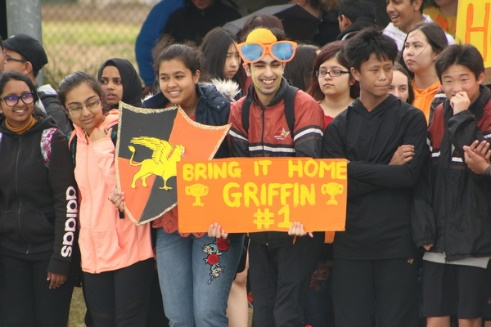 BRING IT HOME
GRIFFIN
#1
adidas